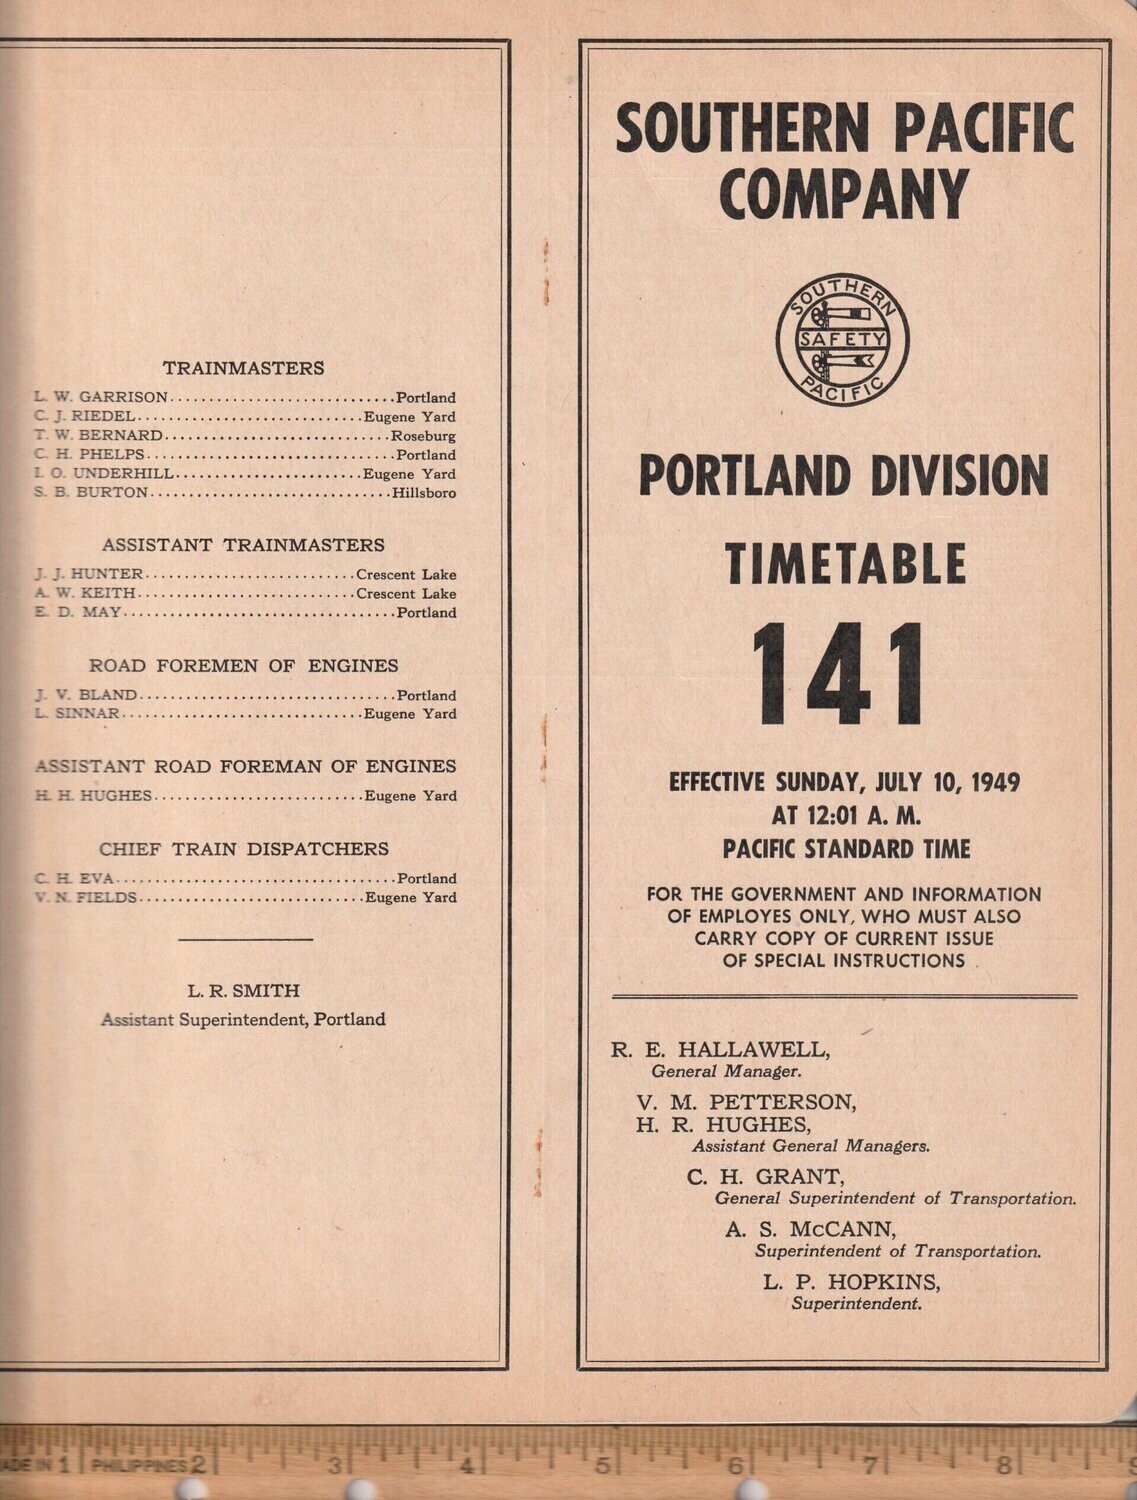 TRAINMASTERS
L. W. GARRISON............................Portland
C. J. RIEDEL............................Eugene Yard
T. W. BERNARD............................Roseburg
C. H. PHELPS...............................Portland
I. O. UNDERHILL.......................Eugene Yard
S. B. BURTON..............................Hillsboro
ASSISTANT TRAINMASTERS
J. J. HUNTER..........................Crescent Lake
A. W. KEITH...........................Crescent Lake
E. D. MAY..................................Portland
ROAD FOREMEN OF ENGINES
J. V. BLAND................................Portland
L. SINNAR..............................Eugene Yard
ASSISTANT ROAD FOREMAN OF ENGINES
H. H. HUGHES..........................Eugene Yard
CHIEF TRAIN DISPATCHERS
C. H. EVA..................................Portland
V. N. FIELDS............................Eugene Yard
L. R. SMITH
Assistant Superintendent, Portland
SOUTHERN PACIFIC
COMPANY
SOUTHERN
SAFETY
PACIFIC
PORTLAND DIVISION
TIMETABLE
141
EFFECTIVE SUNDAY, JULY 10, 1949
AT 12:01 A. M.
PACIFIC STANDARD TIME
FOR THE GOVERNMENT AND INFORMATION
OF EMPLOYES ONLY, WHO MUST ALSO
CARRY COPY OF CURRENT ISSUE
OF SPECIAL INSTRUCTIONS
R. E. HALLAWELL,
General Manager.
V. M. PETTERSON,
H. R. HUGHES,
Assistant General Managers.
C. H. GRANT,
General Superintendent of Transportation.
A. S. McCANN,
Superintendent of Transportation.
L. P. HOPKINS,
Superintendent.
IN 1 PHILIPPINES 2 3 4 5 6 7 8